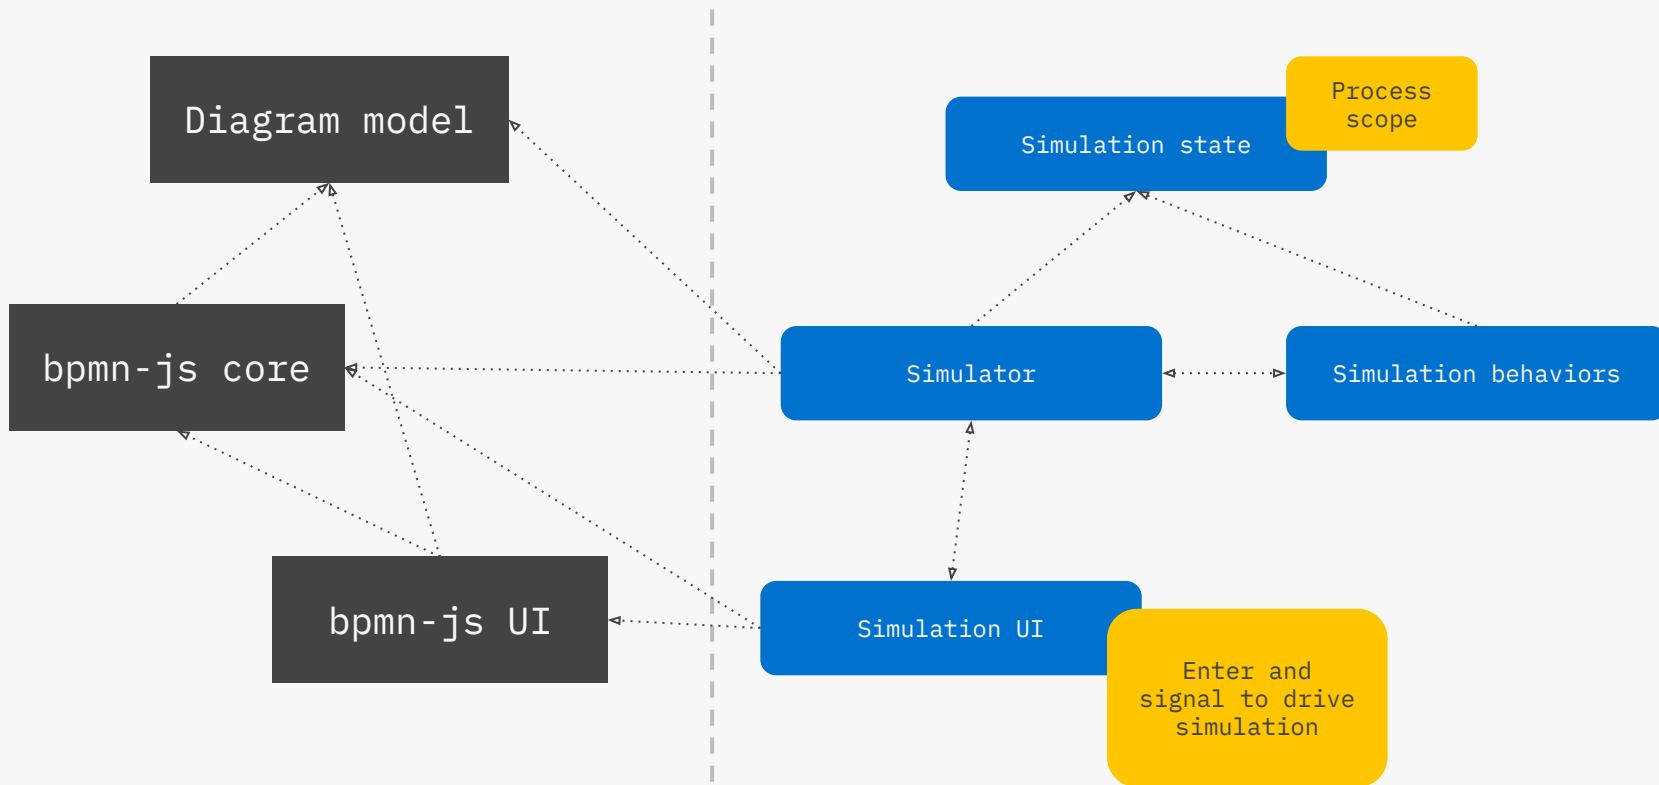 Diagram model
Process
scope
Simulation state
bpmn-js core
Simulator
Simulation behaviors
bpmn-js UI
Simulation UI
Enter and
signal to drive
simulation